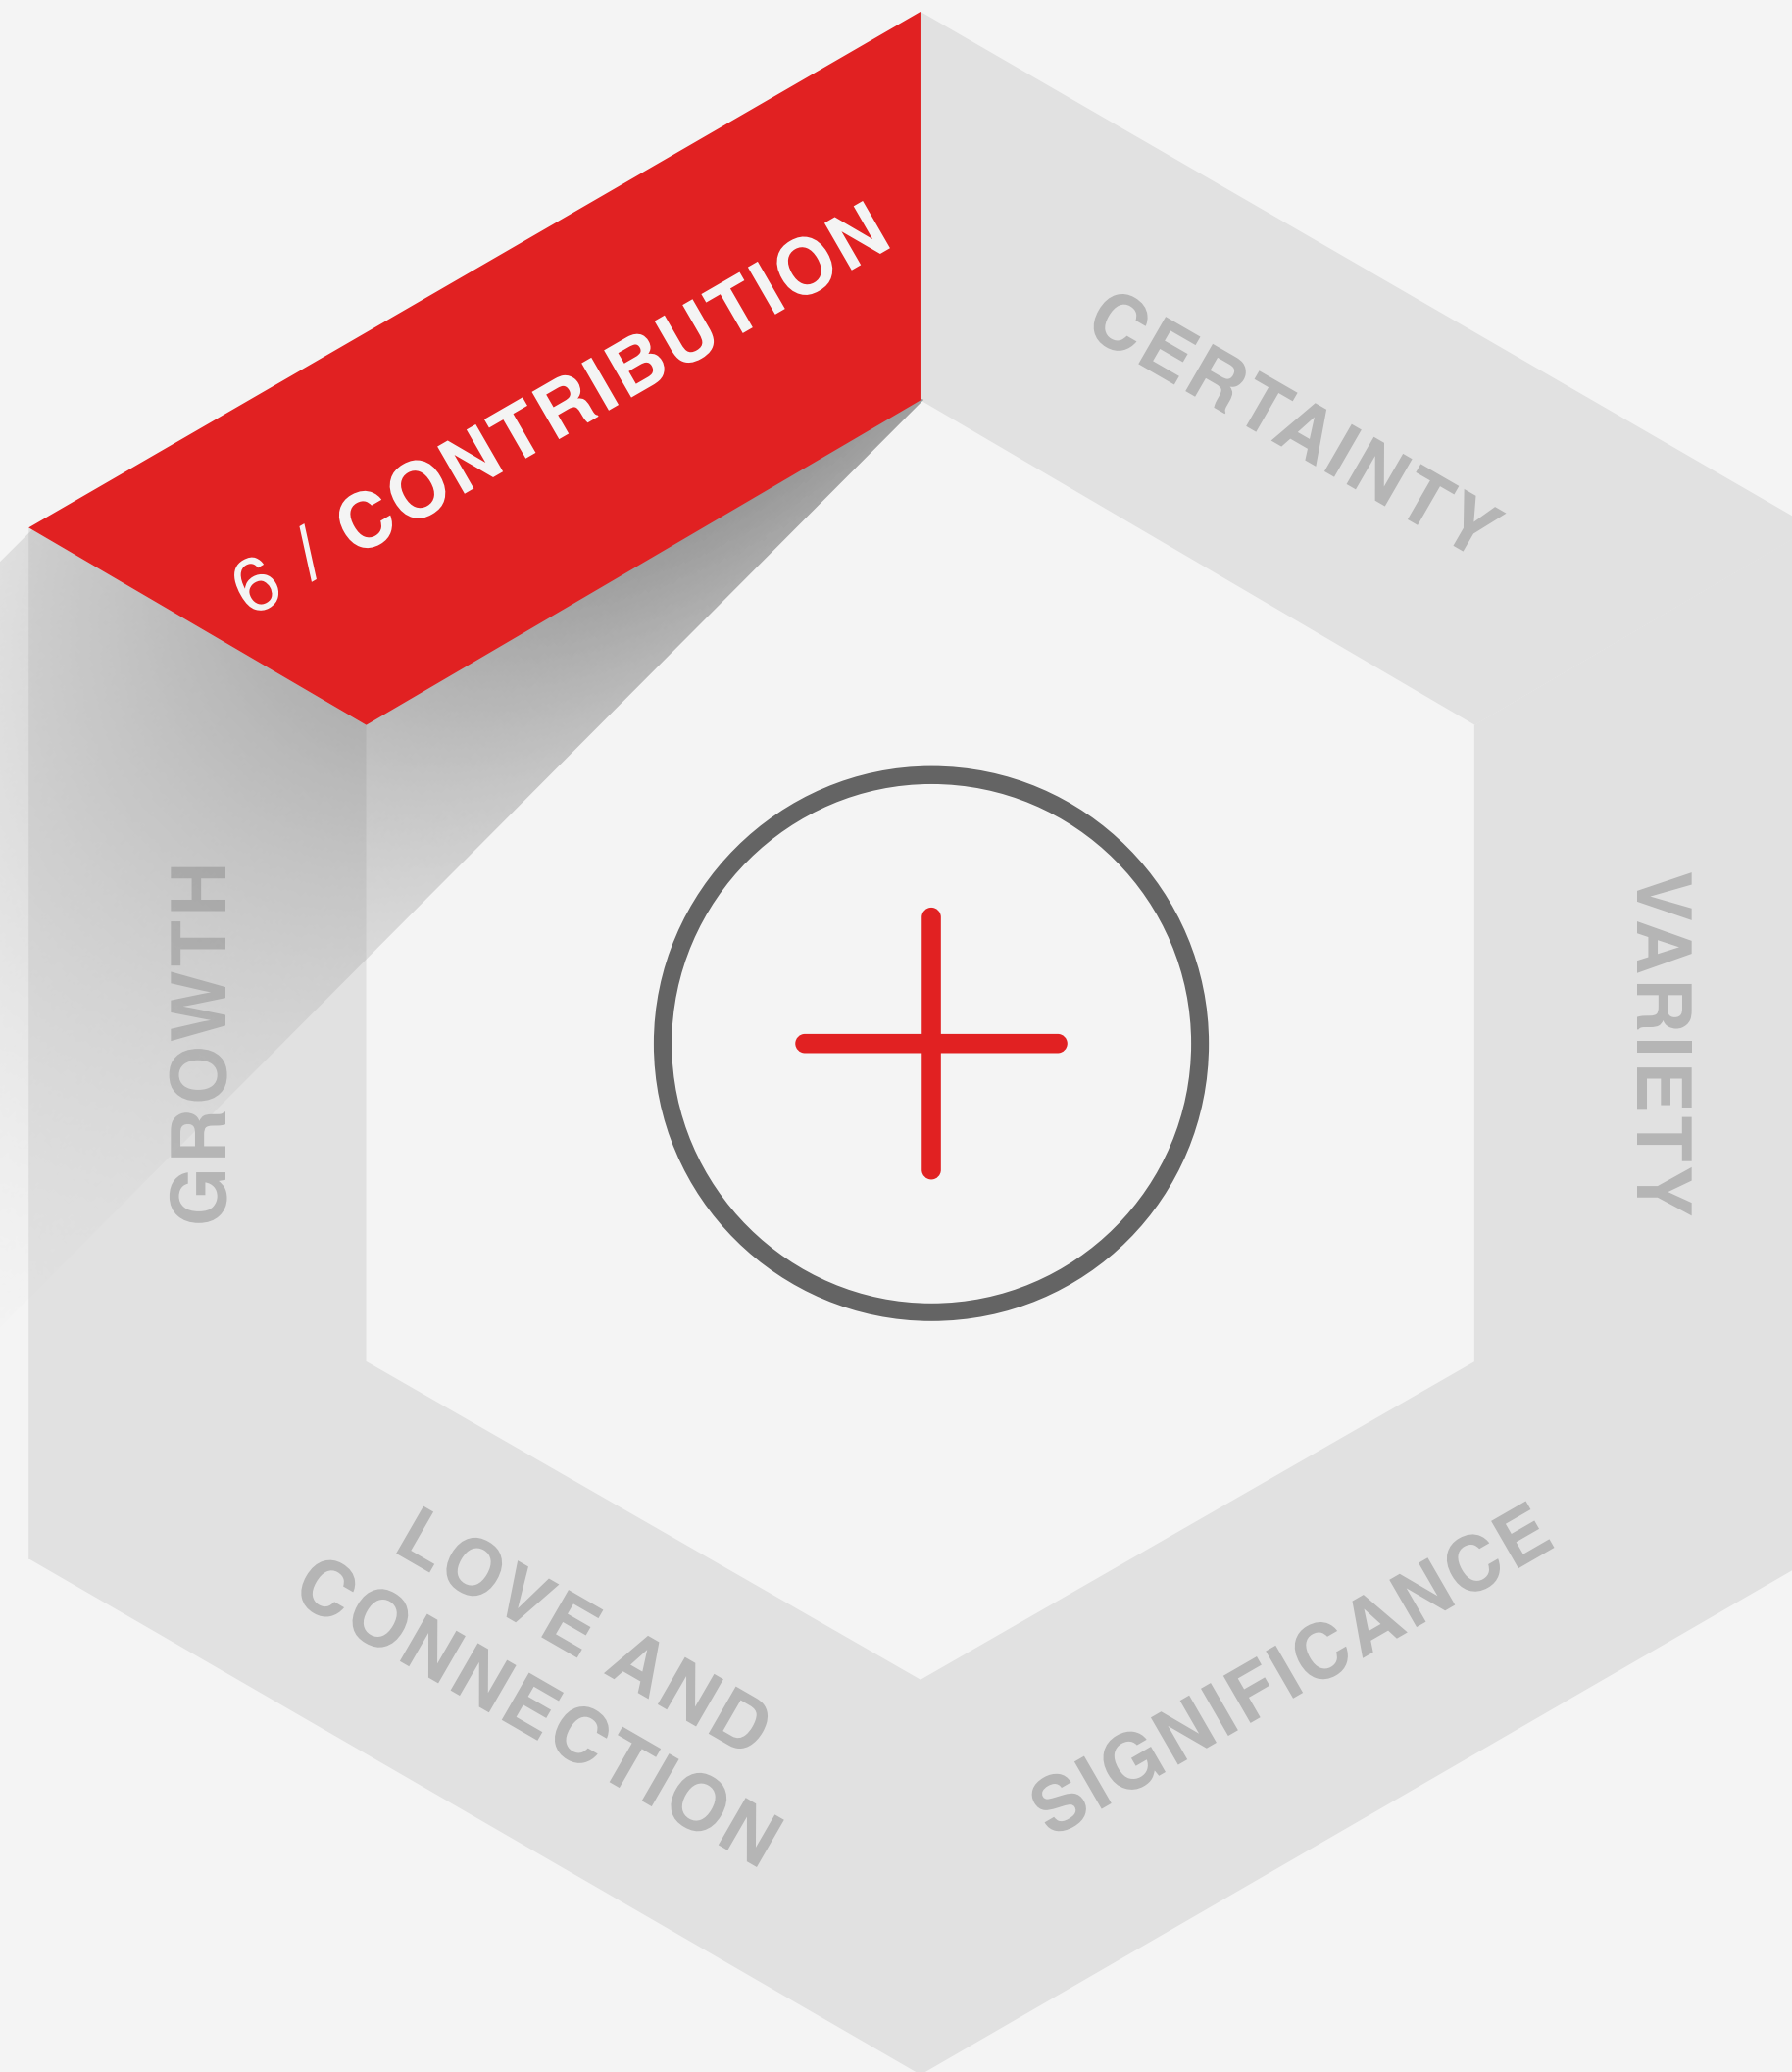 6 / CONTRIBUTION
CERTAINTY
VARIETY
SIGNIFICANCE
LOVE AND
CONNECTION
GROWTH